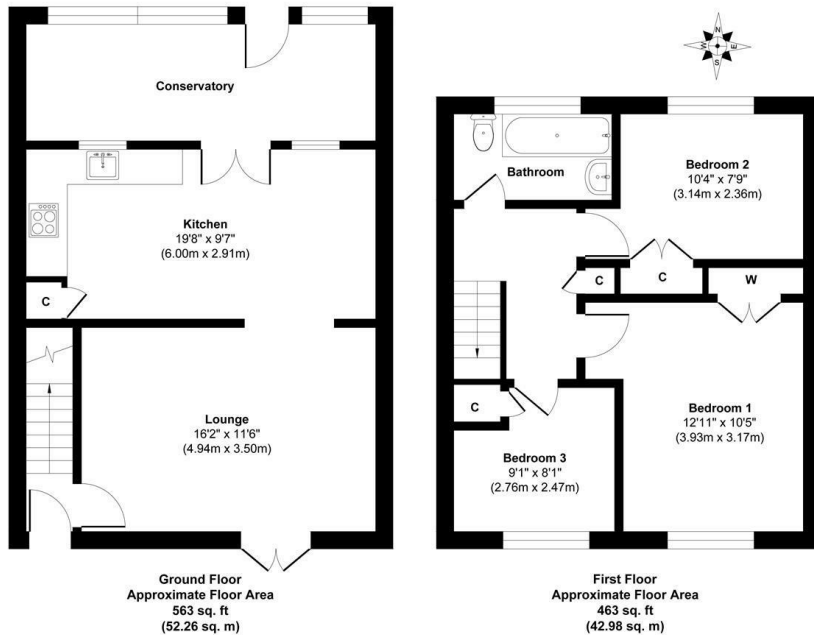 N
W
E
S
Conservatory
Kitchen
19'8" x 9'7"
(6.00m x 2.91m)
C
Lounge
16'2" x 11'6"
(4.94m x 3.50m)
Ground Floor
Approximate Floor Area
563 sq. ft
(52.26 sq. m)
Bathroom
Bedroom 2
10'4" x 7'9"
(3.14m x 2.36m)
C
C
W
C
Bedroom 1
12'11" x 10'5"
(3.93m x 3.17m)
Bedroom 3
9'1" x 8'1"
(2.76m x 2.47m)
First Floor
Approximate Floor Area
463 sq. ft
(42.98 sq. m)